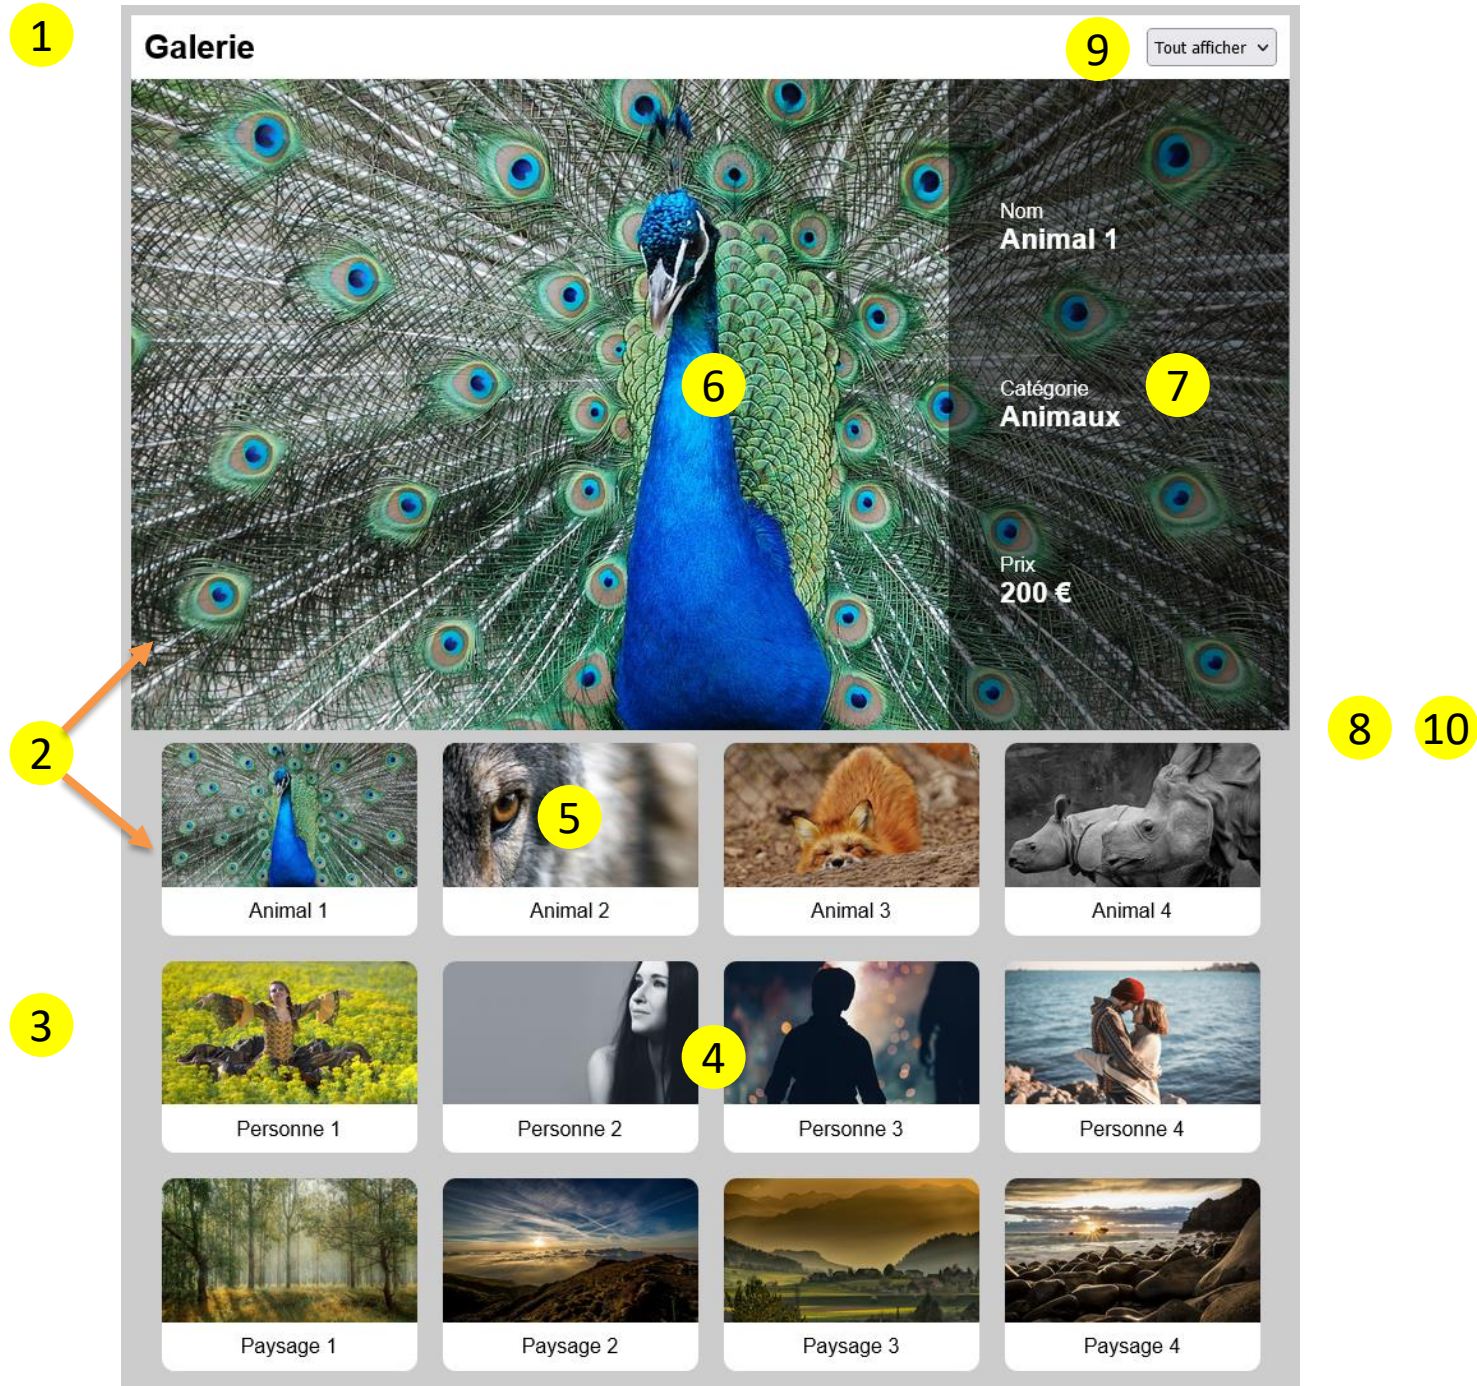 1
Galerie
9
Tout afficher
Nom
Animal 1
6
Catégorie
Animaux
7
Prix
200 €
2
8
10
5
Animal 1
Animal 2
Animal 3
Animal 4
3
4
Personne 1
Personne 2
Personne 3
Personne 4
Paysage 1
Paysage 2
Paysage 3
Paysage 4